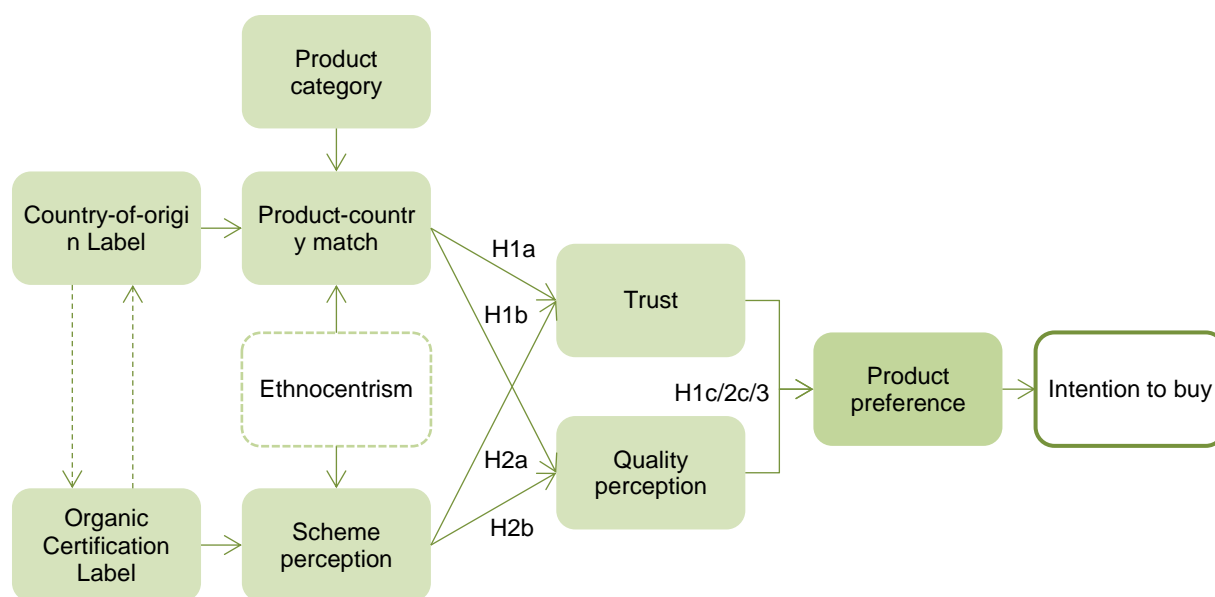 Product
category
Country-of-origi
n Label
Product-countr
y match
H1a
Trust
H1b
Ethnocentrism
H1c/2c/3
Product
preference
Intention to buy
H2a
Quality
perception
H2b
Organic
Certification
Label
Scheme
perception